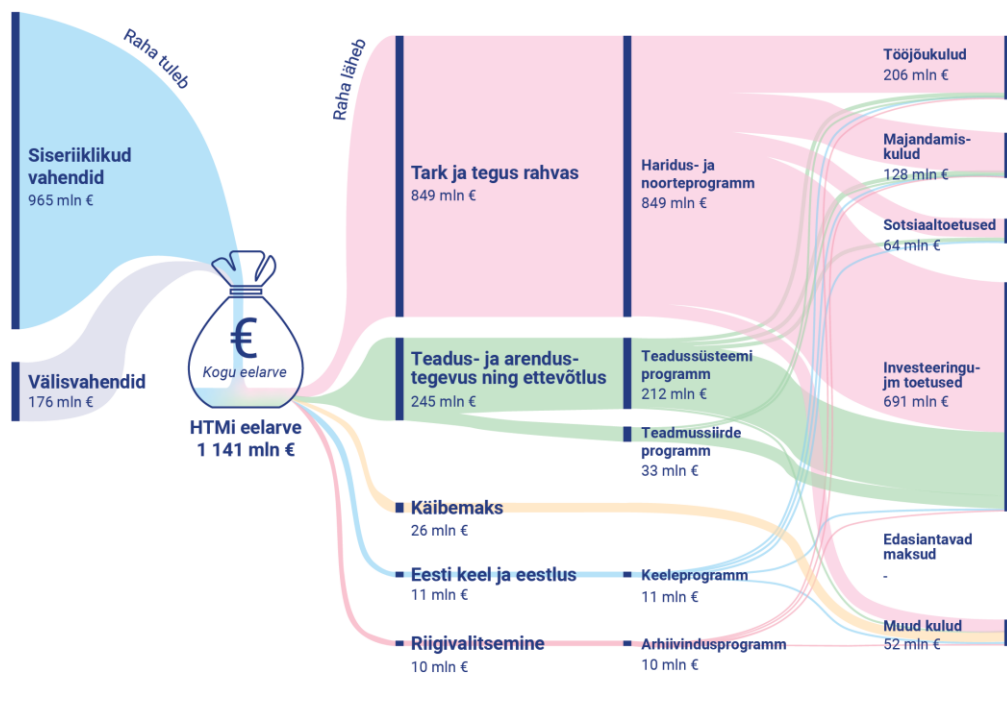 Raha tuleb
Siseriiklikud
vahendid
965 mln €
Välisvahendid
176 mln €
€
Kogu eelarve
HTMi eelarve
1 141 mln €
Raha läheb
Tark ja tegus rahvas
849 mln €
Teadus- ja arendus-
tegevus ning ettevõtlus
245 mln €
Käibemaks
26 mln €
Eesti keel ja eestlus
11 mln €
Riigivalitsemine
10 mln €
Haridus- ja
noorteprogramm
849 mln €
Teadussüsteemi
programm
212 mln €
Teadmussiirde
programm
33 mln €
Keeleprogramm
11 mln €
Arhiivindusprogramm
10 mln €
Tööjõukulud
206 mln €
Majandamis-
kulud
128 mln €
Sotsiaaltoetused
64 mln €
Investeeringu-
jm toetused
691 mln €
Edasiantavad
maksud
-
Muud kulud
52 mln €